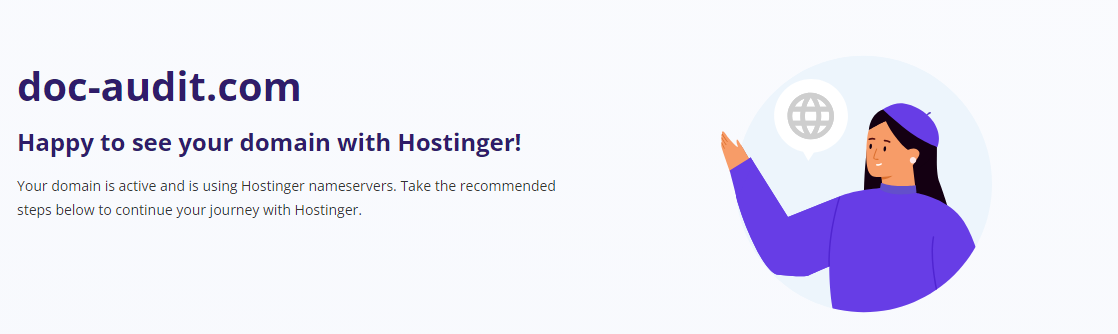 doc-audit.com
Happy to see your domain with Hostinger!
Your domain is active and is using Hostinger nameservers. Take the recommended
steps below to continue your journey with Hostinger.